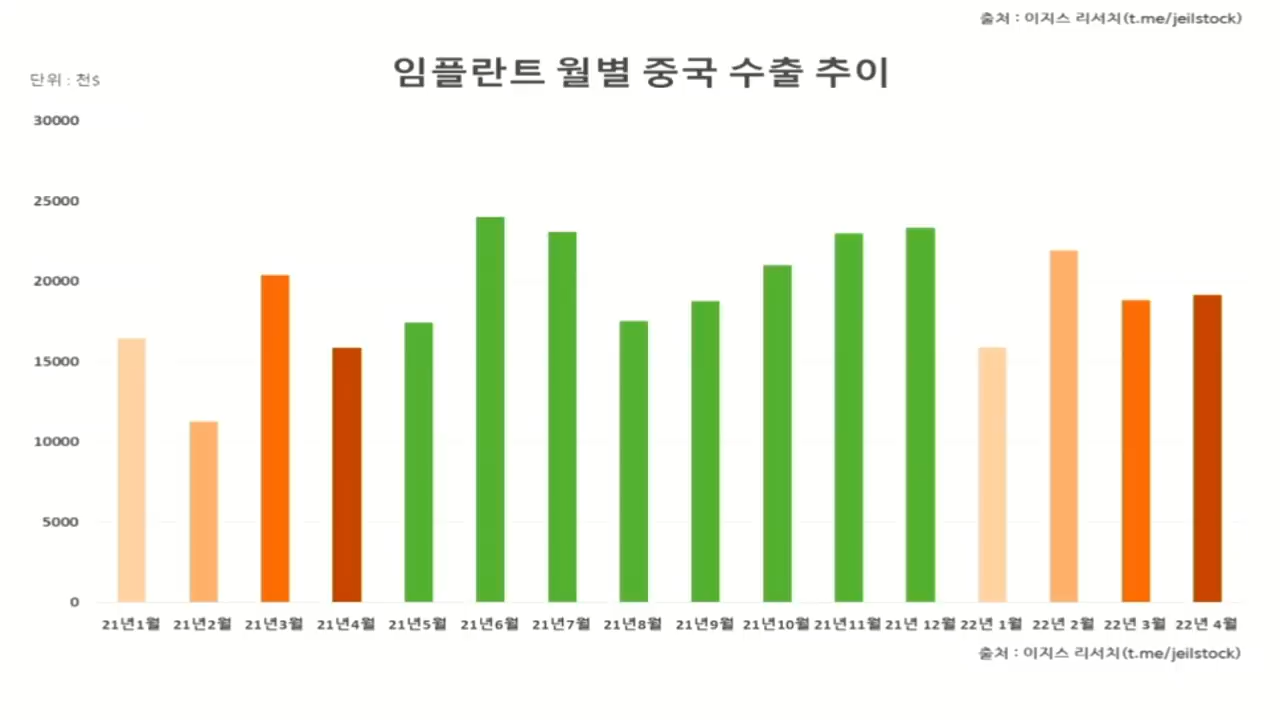 출처 : 이지스 리서치(t.me/jeilstock)
임플란트 월별 중국 수출 추이
단위 : 천$
30000
25000
20000
15000
10000
5000
0
21년1월 21년2월 21년3월 21년4월 21년5월 21년6월 21년7월 21년8월 21년9월 21년10월 21년11월 21년 12월 22년 1월 22년 2월 22년 3월 22년 4월
출처 : 이지스 리서치(t.me/jeilstock)